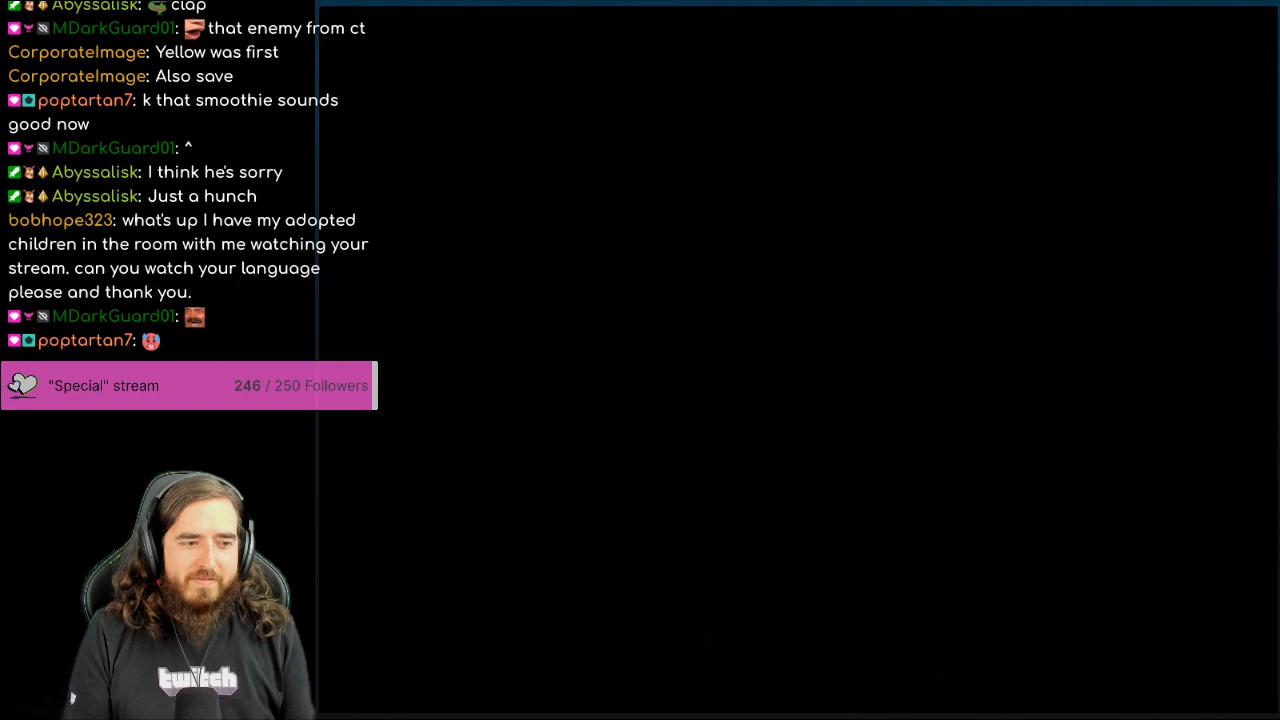 Abyssalisk: clap
MDarkGuard01: that enemy from ct
CorporateImage: Yellow was first
CorporateImage: Also save
poptartan7: k that smoothie sounds
good now
MDarkGuard01: ^
Abyssalisk: I think he's sorry
Abyssalisk: Just a hunch
bobhope323: what's up I have my adopted
children in the room with me watching your
stream. can you watch your language
please and thank you.
MDarkGuard01:
poptartan7:
"Special" stream 246 / 250 Followers
twitch